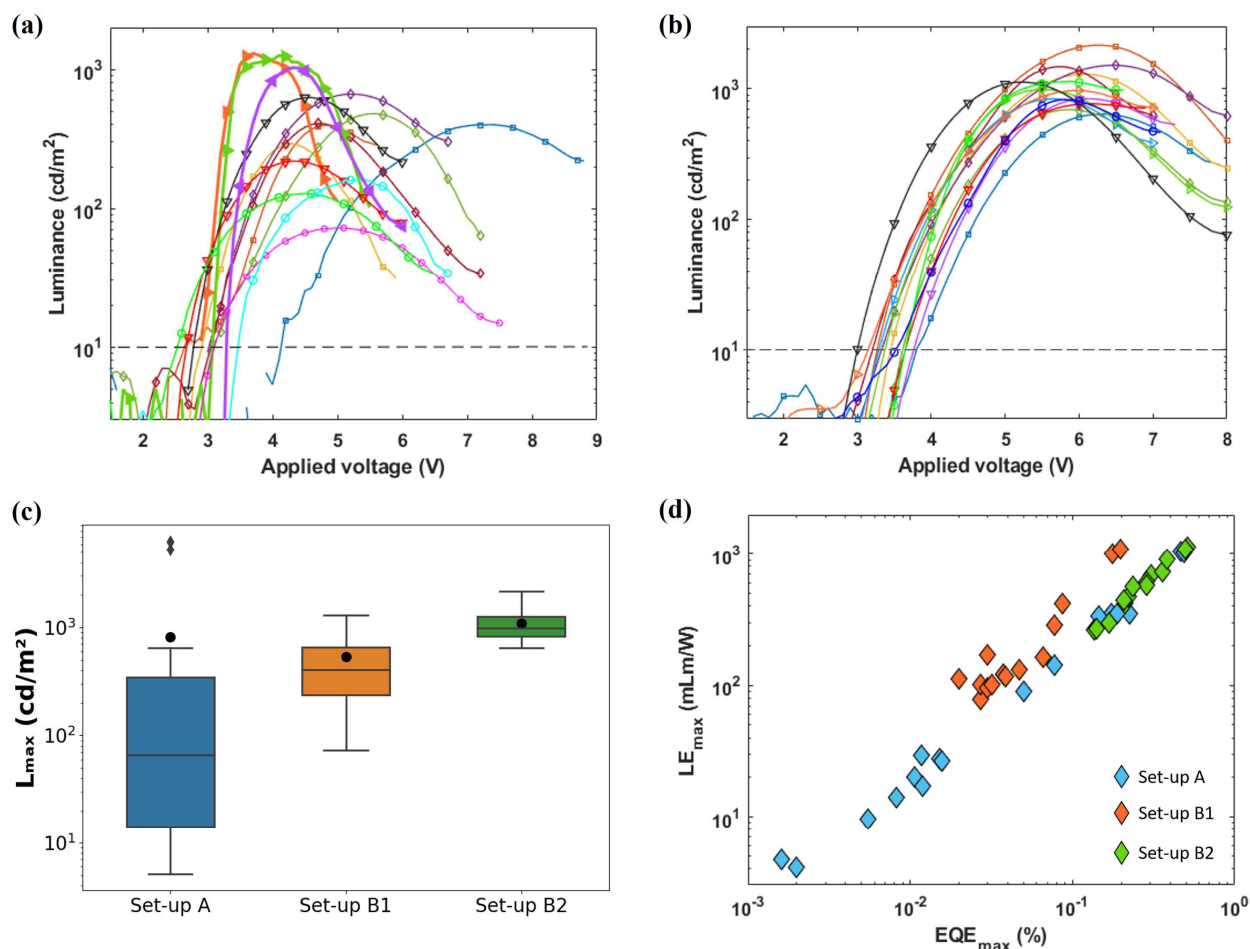 (a)
Luminance (cd/m²)
10³
10²
10¹
2 3 4 5 6 7 8 9
Applied voltage (V)
(b)
Luminance (cd/m²)
10³
10²
10¹
2 3 4 5 6 7 8
Applied voltage (V)
(c)
Lₘₐₓ (cd/m²)
10³
10²
10¹
Set-up A Set-up B1 Set-up B2
(d)
LEₘₐₓ (mLm/W)
10³
10²
10¹
Set-up A
Set-up B1
Set-up B2
10⁻³ 10⁻² 10⁻¹ 10⁰
EQEₘₐₓ (%)